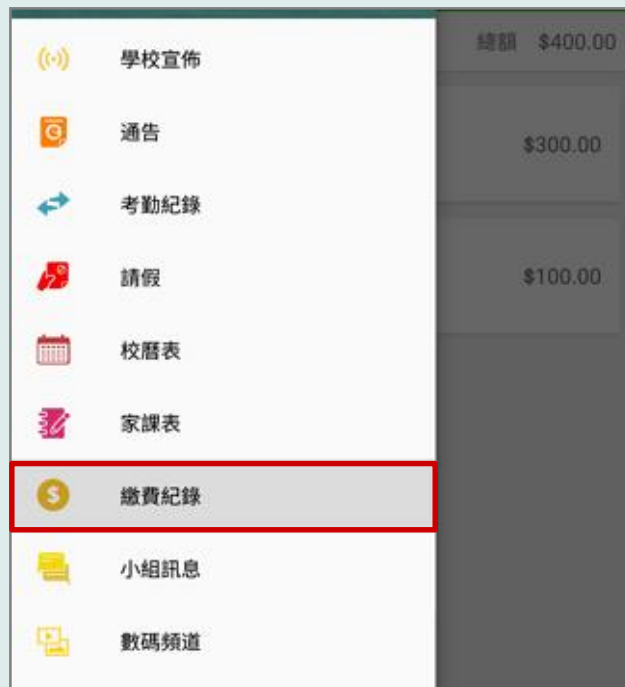 學校宣佈
總額 $400.00
通告
$300.00
考勤紀錄
請假
$100.00
校曆表
家課表
繳費紀錄
小組訊息
數碼頻道